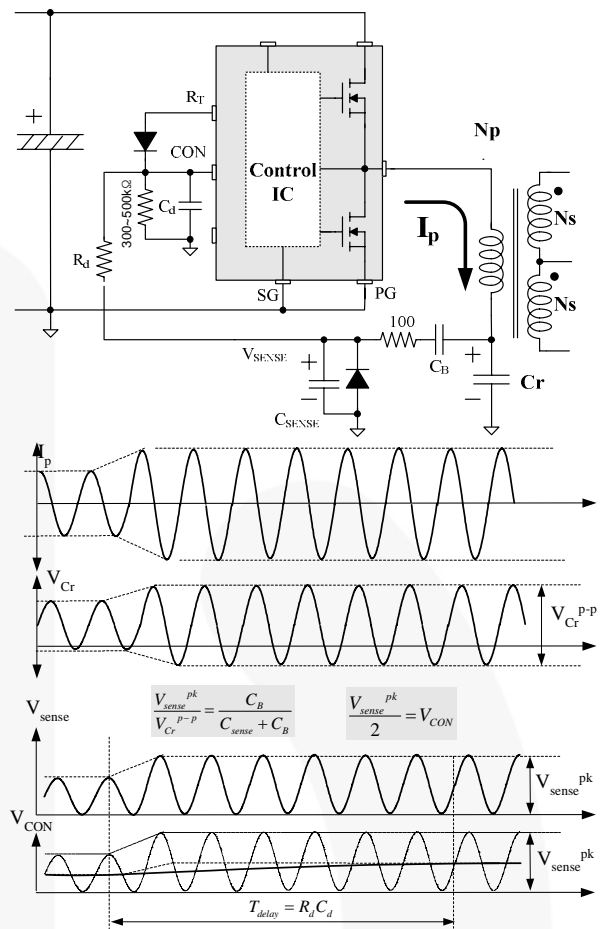 +
R_T
CON
300~500kΩ
C_d
R_d
Control
IC
SG
PG
Np
I_p
Ns
Ns
100
V_SENSE
+
−
C_SENSE
C_B
+
−
Cr
I_p
V_Cr
V_Cr^p-p
V_sense^pk / V_Cr^p-p = C_B / (C_sense + C_B)
V_sense^pk / 2 = V_CON
V_sense
V_sense^pk
V_CON
V_sense^pk
T_delay = R_d C_d